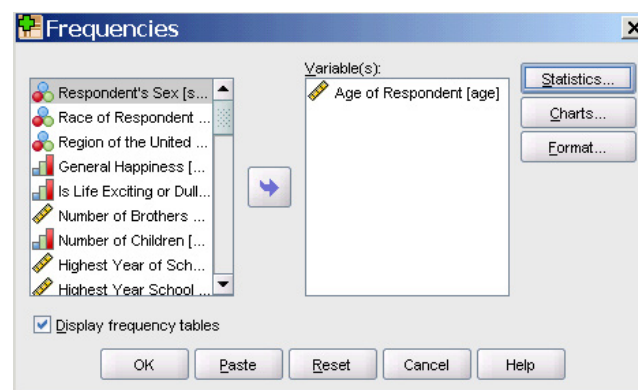 Frequencies
Respondent's Sex [s...
Race of Respondent ...
Region of the United ...
General Happiness [...
Is Life Exciting or Dull...
Number of Brothers ...
Number of Children [...
Highest Year of Sch...
Highest Year School ...
Variable(s):
Age of Respondent [age]
Statistics...
Charts...
Format...
Display frequency tables
OK
Paste
Reset
Cancel
Help